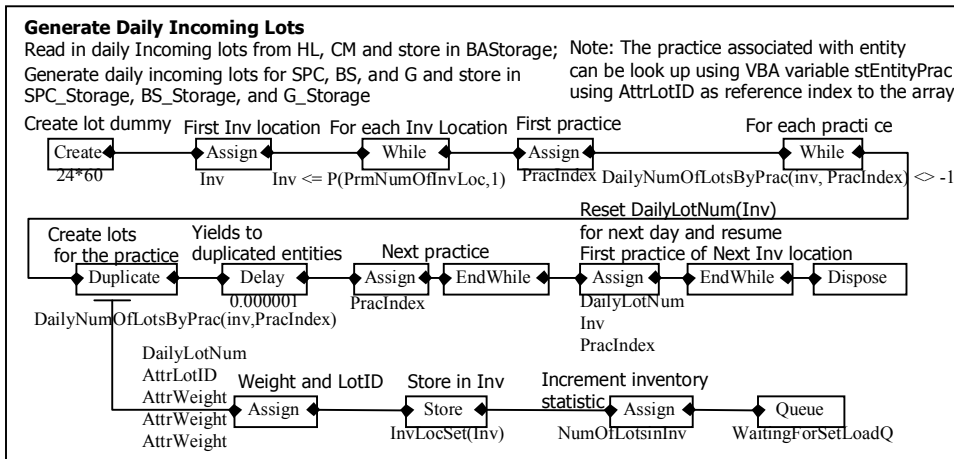 Generate Daily Incoming Lots
Read in daily Incoming lots from HL, CM and store in BAStorage;
Generate daily incoming lots for SPC, BS, and G and store in
SPC_Storage, BS_Storage, and G_Storage
Note: The practice associated with entity
can be look up using VBA variable stEntityPrac
using AttrLotID as reference index to the array
Create lot dummy
First Inv location
For each Inv Location
First practice
For each practi ce
Create
Assign
While
Assign
While
24*60
Inv
Inv <= P(PrmNumOfInvLoc,1)
PracIndex
DailyNumOfLotsByPrac(inv, PracIndex) <> -1
Create lots
for the practice
Yields to
duplicated entities
Next practice
Reset DailyLotNum(Inv)
for next day and resume
First practice of Next Inv location
Duplicate
Delay
Assign
EndWhile
Assign
EndWhile
Dispose
DailyNumOfLotsByPrac(inv,PracIndex)
0.000001
PracIndex
DailyLotNum
Inv
PracIndex
DailyLotNum
AttrLotID
AttrWeight
AttrWeight
AttrWeight
Weight and LotID
Store in Inv
Increment inventory
statistic
Assign
Store
Assign
Queue
InvLocSet(Inv)
NumOfLotsinInv
WaitingForSetLoadQ